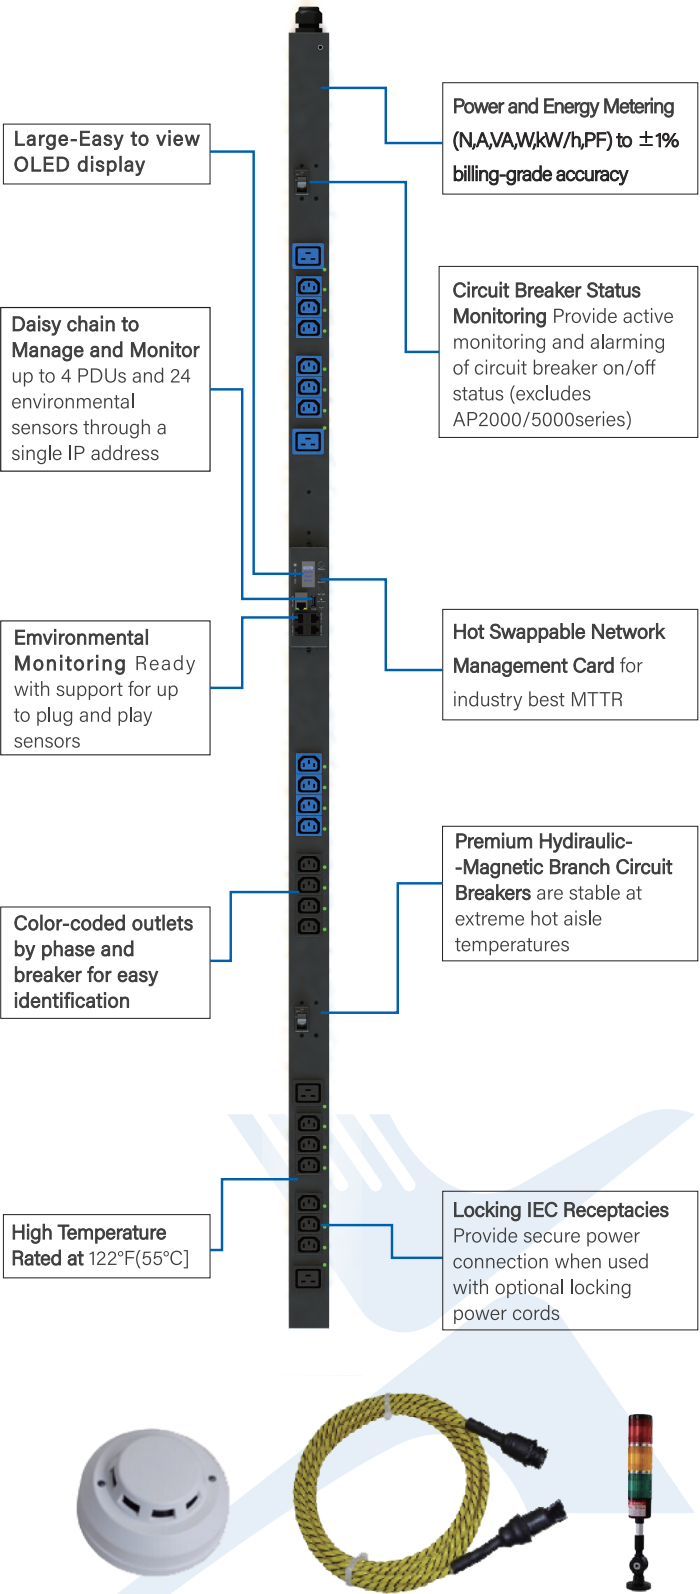 Large-Easy to view
OLED display
Daisy chain to
Manage and Monitor
up to 4 PDUs and 24
environmental
sensors through a
single IP address
Emvironmental
Monitoring Ready
with support for up
to plug and play
sensors
Color-coded outlets
by phase and
breaker for easy
identification
High Temperature
Rated at 122°F(55°C]
Power and Energy Metering
(N,A,VA,W,kW/h,PF) to ±1%
billing-grade accuracy
Circuit Breaker Status
Monitoring Provide active
monitoring and alarming
of circuit breaker on/off
status (excludes
AP2000/5000series)
Hot Swappable Network
Management Card for
industry best MTTR
Premium Hydiraulic-
-Magnetic Branch Circuit
Breakers are stable at
extreme hot aisle
temperatures
Locking IEC Receptacies
Provide secure power
connection when used
with optional locking
power cords